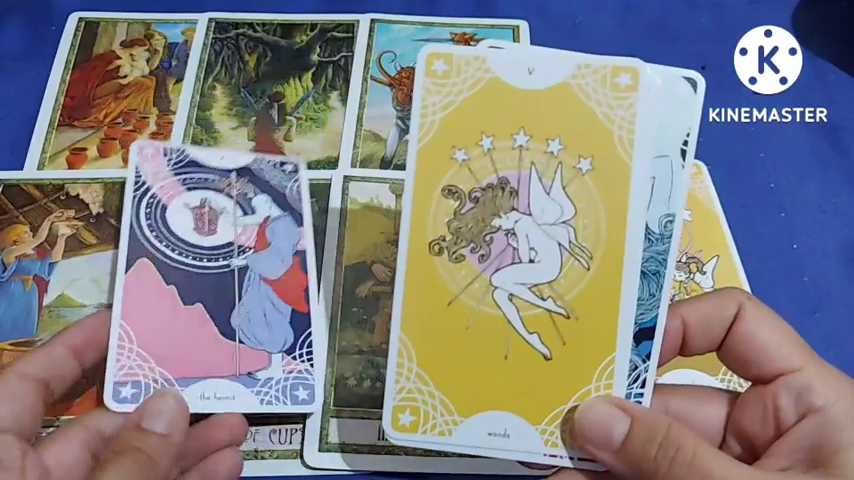 V
K
KINEMASTER
the hermit
wands
OF CUPS